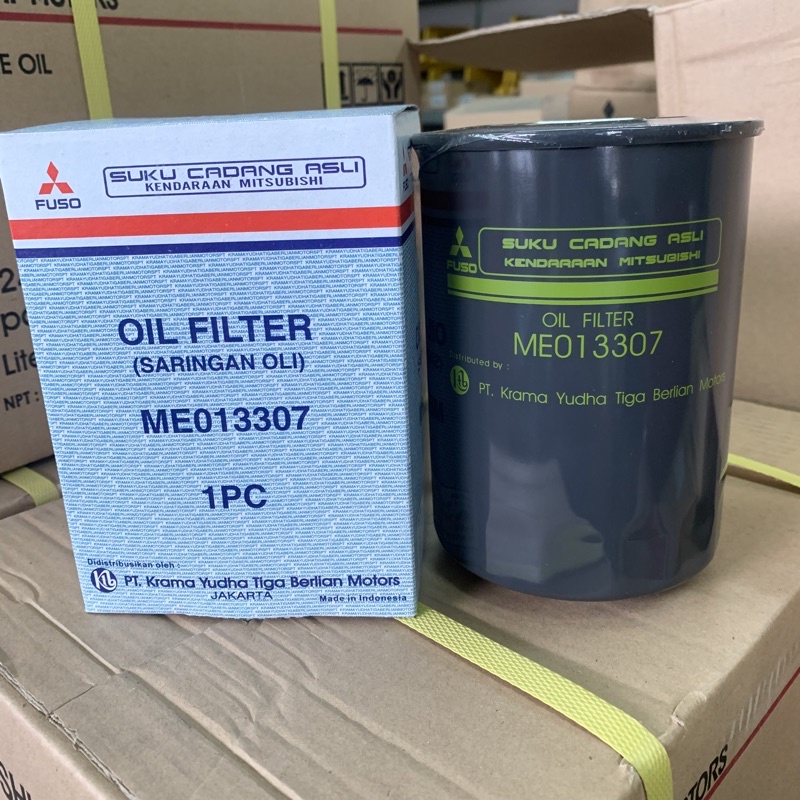 E OIL
FUSO
SUKU CADANG ASLI
KENDARAAN MITSUBISHI
OIL FILTER
(SARINGAN OLI)
ME013307
1PC
Didistribusikan oleh :
PT. Krama Yudha Tiga Berlian Motors
JAKARTA
Made in Indonesia
FUSO
SUKU CADANG ASLI
KENDARAAN MITSUBISHI
OIL FILTER
ME013307
Distributed by :
PT. Krama Yudha Tiga Berlian Motors
Lite
NPT :